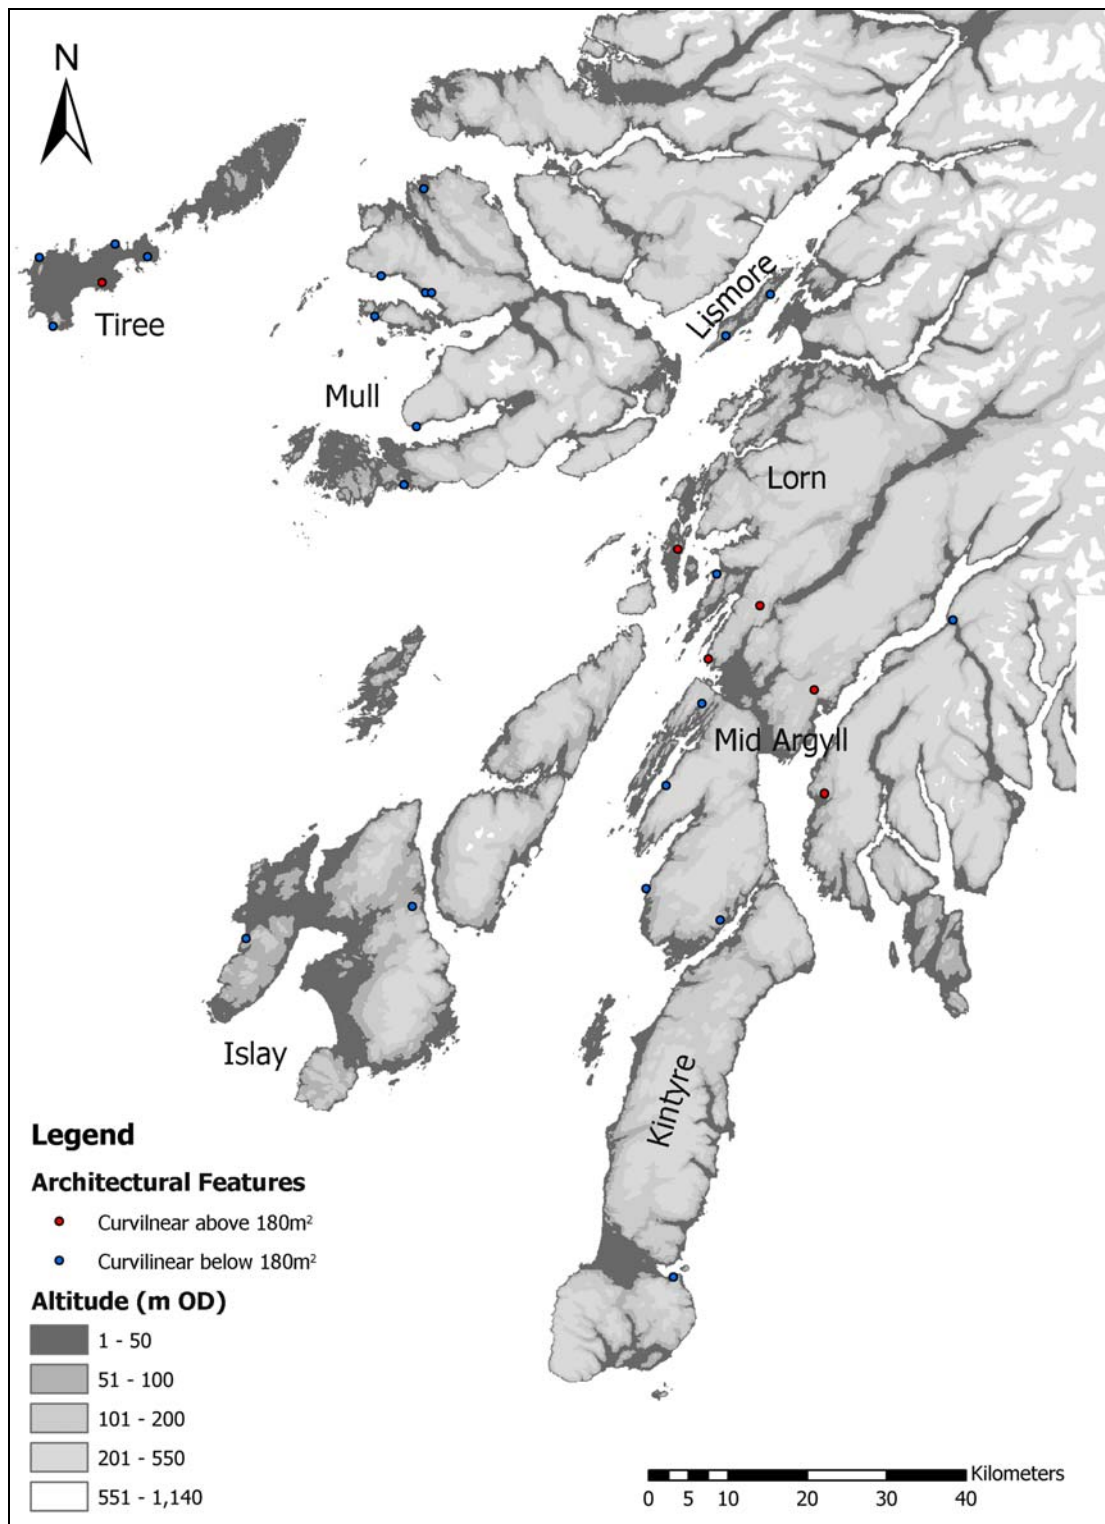 N
Lismore
Tiree
Mull
Lorn
Mid Argyll
Islay
Kintyre
Legend
Architectural Features
Curvilnear above 180m²
Curvilinear below 180m²
Altitude (m OD)
1 - 50
51 - 100
101 - 200
201 - 550
551 - 1,140
Kilometers
0 5 10 20 30 40